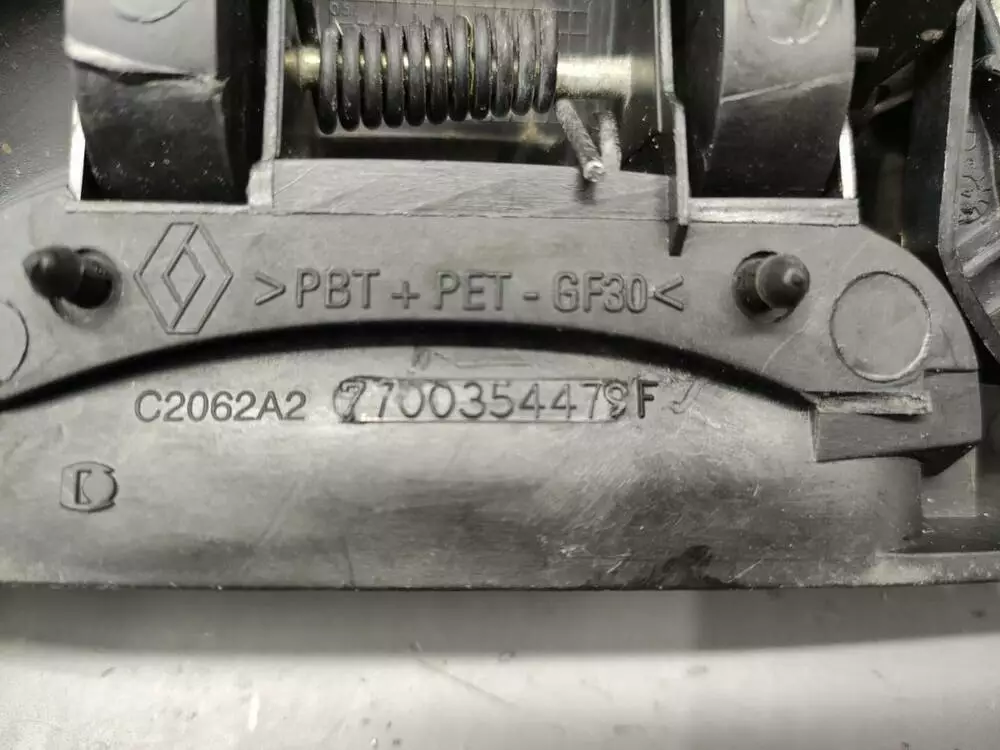 >PBT + PET - GF30<
C2062A2 7700354479F